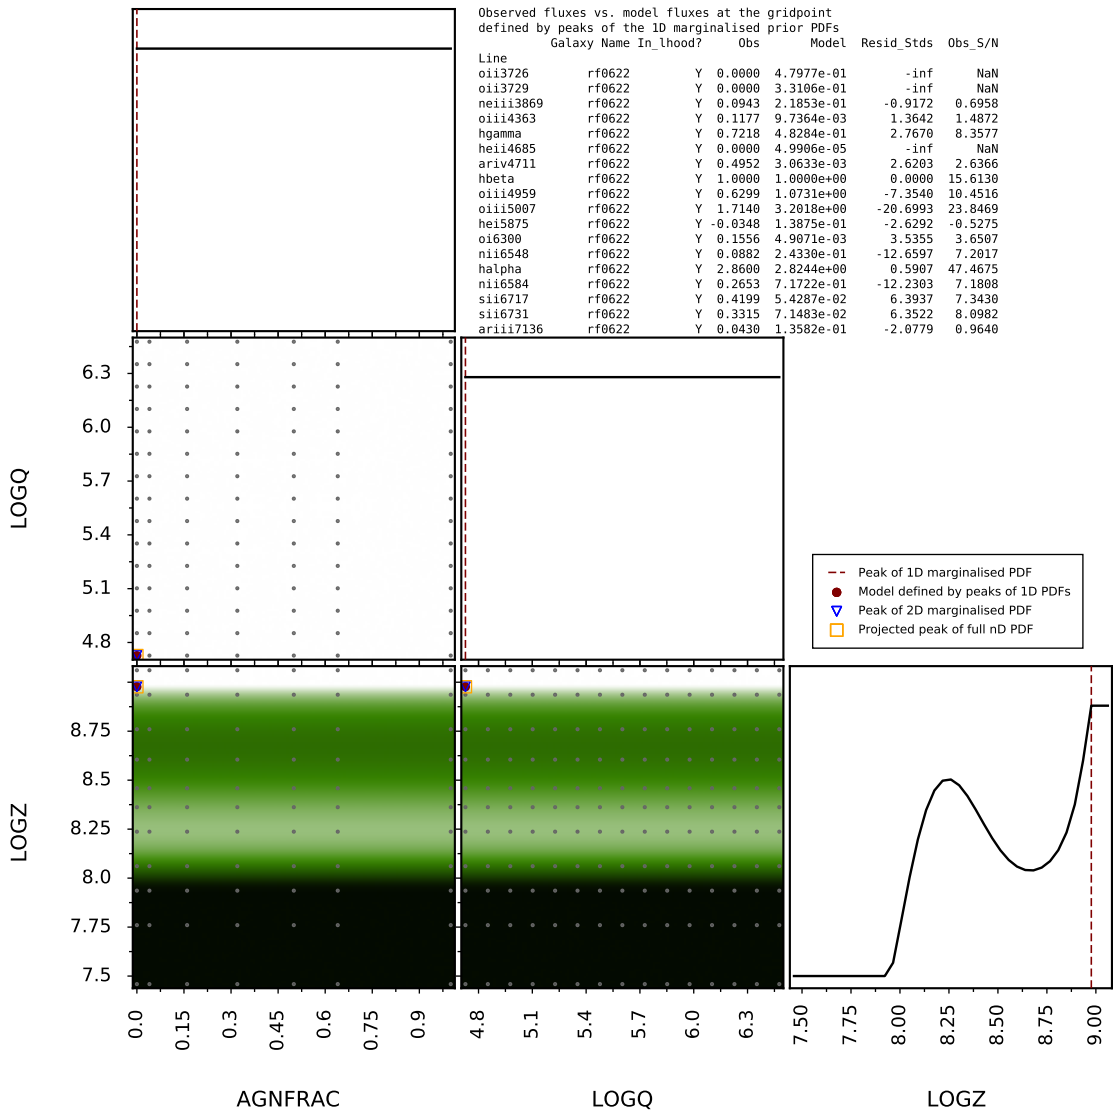 Observed fluxes vs. model fluxes at the gridpoint
defined by peaks of the 1D marginalised prior PDFs
Galaxy Name In_lhood? Obs Model Resid_Stds Obs_S/N
Line
oii3726 rf0622 Y 0.0000 4.7977e-01 -inf NaN
oii3729 rf0622 Y 0.0000 3.3106e-01 -inf NaN
neiii3869 rf0622 Y 0.0943 2.1853e-01 -0.9172 0.6958
oiii4363 rf0622 Y 0.1177 9.7364e-03 1.3642 1.4872
hgamma rf0622 Y 0.7218 4.8284e-01 2.7670 8.3577
heii4685 rf0622 Y 0.0000 4.9906e-05 -inf NaN
ariv4711 rf0622 Y 0.4952 3.0633e-03 2.6203 2.6366
hbeta rf0622 Y 1.0000 1.0000e+00 0.0000 15.6130
oiii4959 rf0622 Y 0.6299 1.0731e+00 -7.3540 10.4516
oiii5007 rf0622 Y 1.7140 3.2018e+00 -20.6993 23.8469
hei5875 rf0622 Y -0.0348 1.3875e-01 -2.6292 -0.5275
oi6300 rf0622 Y 0.1556 4.9071e-03 3.5355 3.6507
nii6548 rf0622 Y 0.0882 2.4330e-01 -12.6597 7.2017
halpha rf0622 Y 2.8600 2.8244e+00 0.5907 47.4675
nii6584 rf0622 Y 0.2653 7.1722e-01 -12.2303 7.1808
sii6717 rf0622 Y 0.4199 5.4287e-02 6.3937 7.3430
sii6731 rf0622 Y 0.3315 7.1483e-02 6.3522 8.0982
ariii7136 rf0622 Y 0.0430 1.3582e-01 -2.0779 0.9640
LOGQ
6.3
6.0
5.7
5.4
5.1
4.8
Peak of 1D marginalised PDF
Model defined by peaks of 1D PDFs
Peak of 2D marginalised PDF
Projected peak of full nD PDF
LOGZ
8.75
8.5
8.25
8.0
7.75
7.5
0.0 0.15 0.3 0.45 0.6 0.75 0.9
4.8 5.1 5.4 5.7 6.0 6.3
7.50 7.75 8.00 8.25 8.50 8.75 9.00
AGNFRAC LOGQ LOGZ